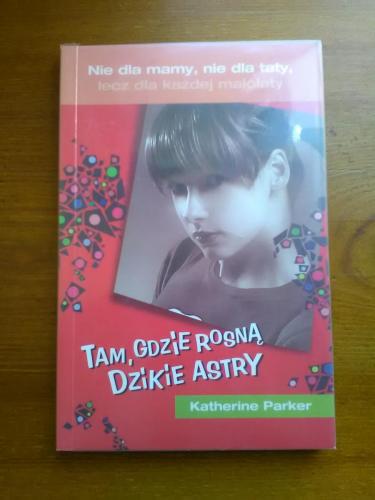 Nie dla mamy, nie dla taty,
lecz dla każdej małolaty
TAM, GDZIE ROSNĄ
DZIKIE ASTRY
Katherine Parker